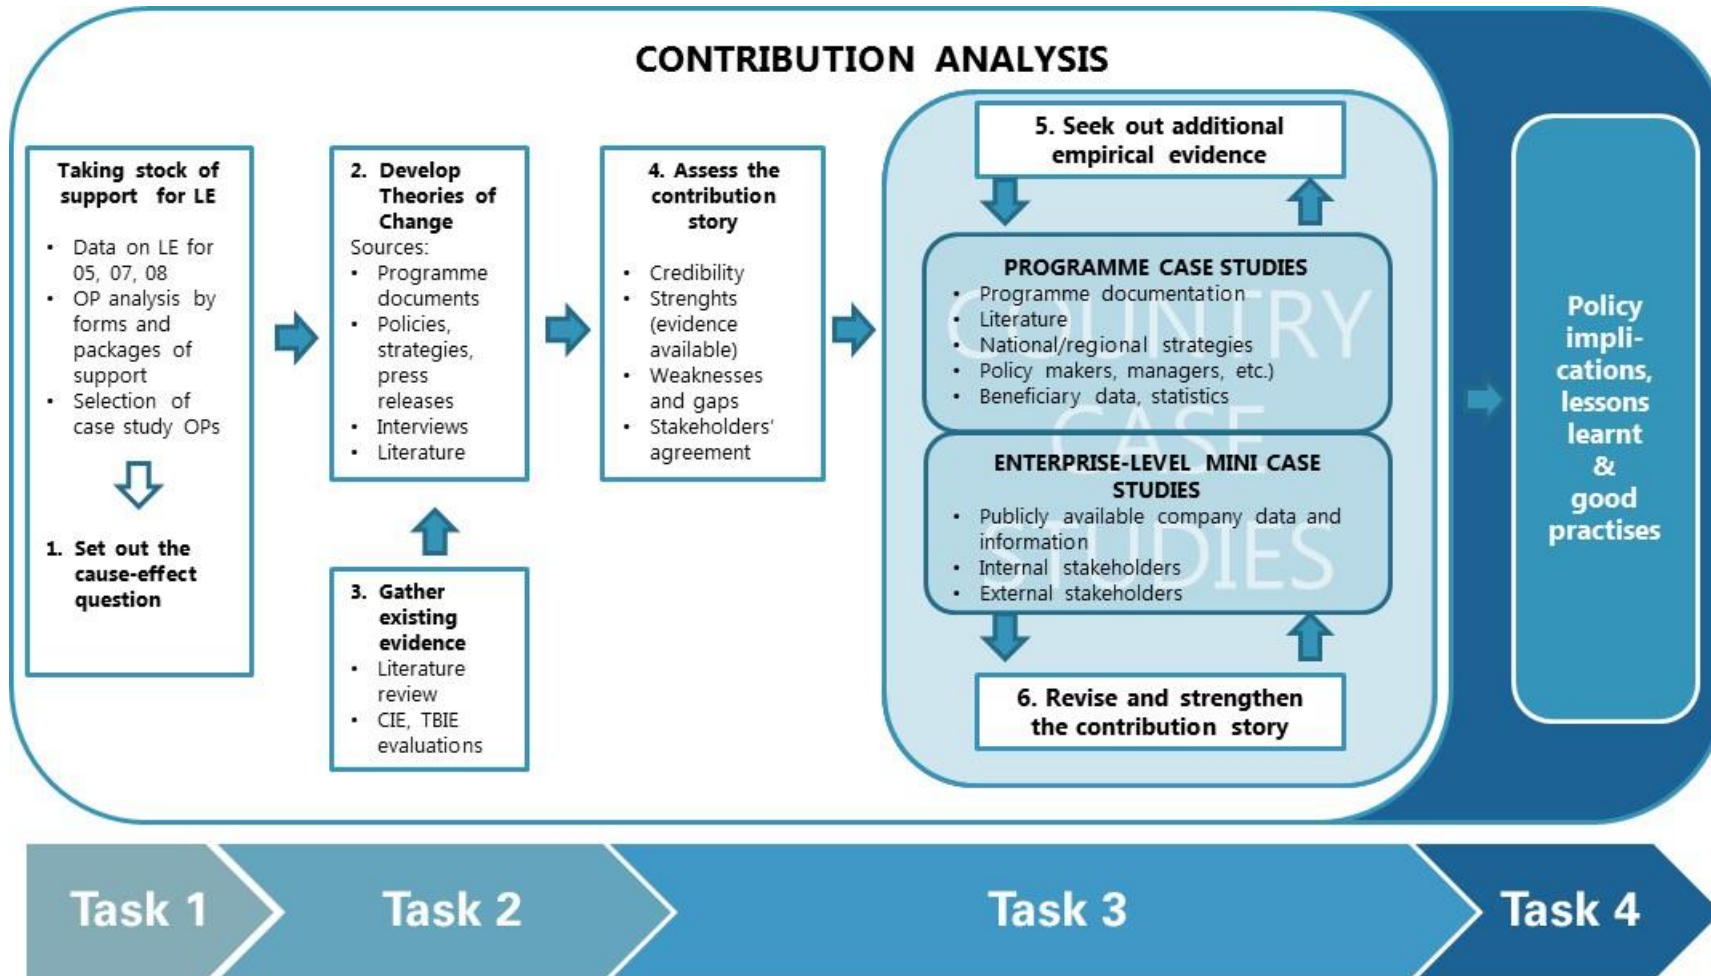 CONTRIBUTION ANALYSIS
Taking stock of
support for LE
• Data on LE for
05, 07, 08
• OP analysis by
forms and
packages of
support
• Selection of
case study OPs
1. Set out the
cause-effect
question
2. Develop
Theories of
Change
Sources:
• Programme
documents
• Policies,
strategies,
press
releases
• Interviews
• Literature
3. Gather
existing
evidence
• Literature
review
• CIE, TBIE
evaluations
4. Assess the
contribution
story
• Credibility
• Strenghts
(evidence
available)
• Weaknesses
and gaps
• Stakeholders’
agreement
5. Seek out additional
empirical evidence
COUNTRY
CASE
STUDIES
PROGRAMME CASE STUDIES
• Programme documentation
• Literature
• National/regional strategies
• Policy makers, managers, etc.)
• Beneficiary data, statistics
ENTERPRISE-LEVEL MINI CASE
STUDIES
• Publicly available company data and
information
• Internal stakeholders
• External stakeholders
6. Revise and strengthen
the contribution story
Policy
impli-
cations,
lessons
learnt
&
good
practises
Task 1
Task 2
Task 3
Task 4